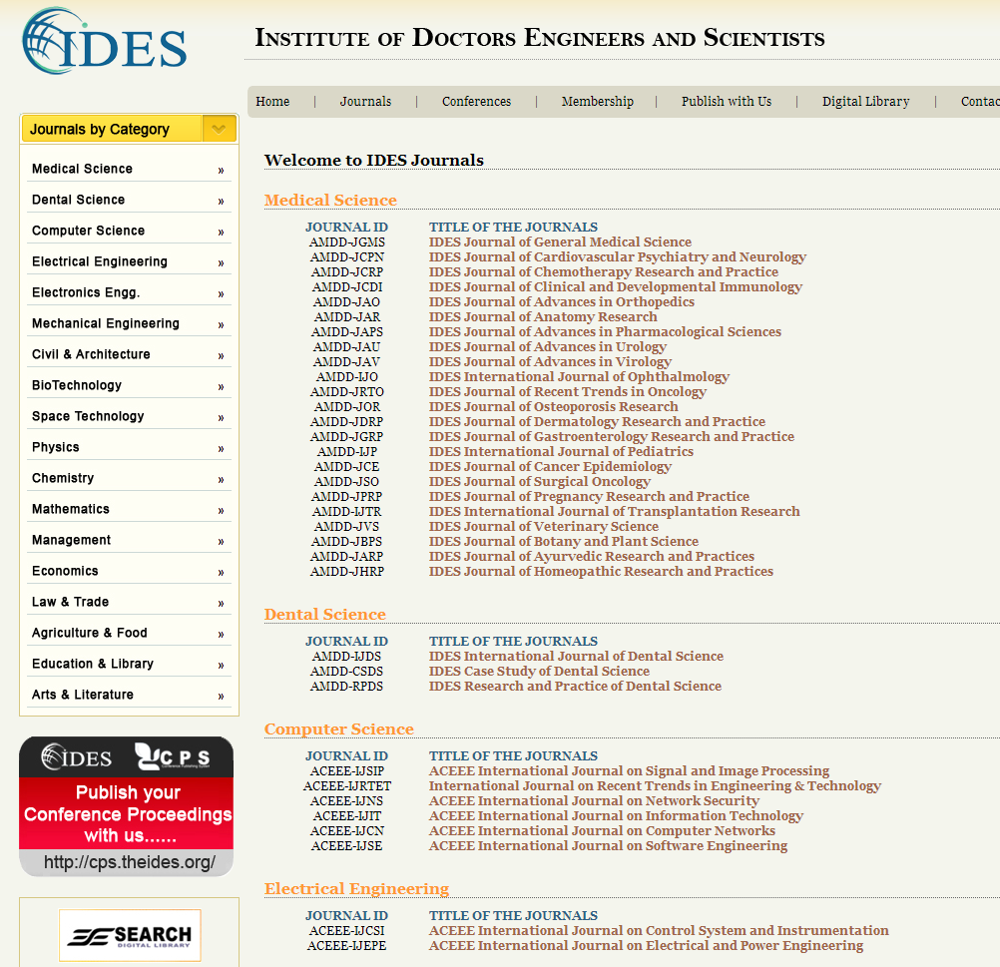 IDES
INSTITUTE OF DOCTORS ENGINEERS AND SCIENTISTS
Home | Journals | Conferences | Membership | Publish with Us | Digital Library | Contac
Journals by Category
Medical Science »
Dental Science »
Computer Science »
Electrical Engineering »
Electronics Engg. »
Mechanical Engineering »
Civil & Architecture »
BioTechnology »
Space Technology »
Physics »
Chemistry »
Mathematics »
Management »
Economics »
Law & Trade »
Agriculture & Food »
Education & Library »
Arts & Literature »
IDES CPS
Publish your
Conference Proceedings
with us......
http://cps.theides.org/
SEARCH
DIGITAL LIBRARY
Welcome to IDES Journals
Medical Science
JOURNAL ID TITLE OF THE JOURNALS
AMDD-JGMS IDES Journal of General Medical Science
AMDD-JCPN IDES Journal of Cardiovascular Psychiatry and Neurology
AMDD-JCRP IDES Journal of Chemotherapy Research and Practice
AMDD-JCDI IDES Journal of Clinical and Developmental Immunology
AMDD-JAO IDES Journal of Advances in Orthopedics
AMDD-JAR IDES Journal of Anatomy Research
AMDD-JAPS IDES Journal of Advances in Pharmacological Sciences
AMDD-JAU IDES Journal of Advances in Urology
AMDD-JAV IDES Journal of Advances in Virology
AMDD-IJO IDES International Journal of Ophthalmology
AMDD-JRTO IDES Journal of Recent Trends in Oncology
AMDD-JOR IDES Journal of Osteoporosis Research
AMDD-JDRP IDES Journal of Dermatology Research and Practice
AMDD-JGRP IDES Journal of Gastroenterology Research and Practice
AMDD-IJP IDES International Journal of Pediatrics
AMDD-JCE IDES Journal of Cancer Epidemiology
AMDD-JSO IDES Journal of Surgical Oncology
AMDD-JPRP IDES Journal of Pregnancy Research and Practice
AMDD-IJTR IDES International Journal of Transplantation Research
AMDD-JVS IDES Journal of Veterinary Science
AMDD-JBPS IDES Journal of Botany and Plant Science
AMDD-JARP IDES Journal of Ayurvedic Research and Practices
AMDD-JHRP IDES Journal of Homeopathic Research and Practices
Dental Science
JOURNAL ID TITLE OF THE JOURNALS
AMDD-IJDS IDES International Journal of Dental Science
AMDD-CSDS IDES Case Study of Dental Science
AMDD-RPDS IDES Research and Practice of Dental Science
Computer Science
JOURNAL ID TITLE OF THE JOURNALS
ACEEE-IJSIP ACEEE International Journal on Signal and Image Processing
ACEEE-IJRTET International Journal on Recent Trends in Engineering & Technology
ACEEE-IJNS ACEEE International Journal on Network Security
ACEEE-IJIT ACEEE International Journal on Information Technology
ACEEE-IJCN ACEEE International Journal on Computer Networks
ACEEE-IJSE ACEEE International Journal on Software Engineering
Electrical Engineering
JOURNAL ID TITLE OF THE JOURNALS
ACEEE-IJCSI ACEEE International Journal on Control System and Instrumentation
ACEEE-IJEPE ACEEE International Journal on Electrical and Power Engineering